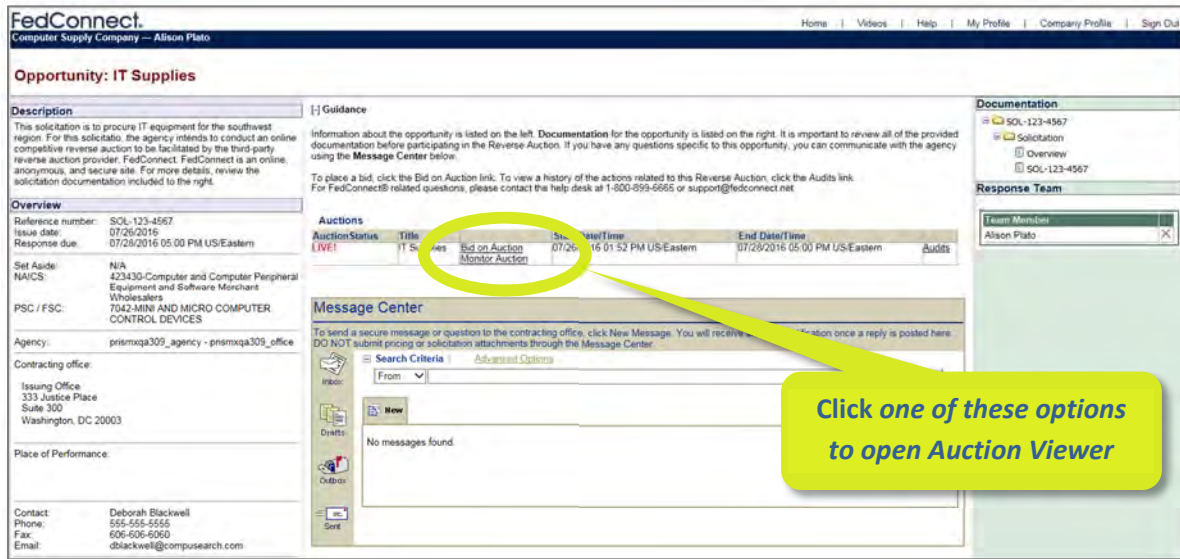 FedConnect.
Home | Videos | Help | My Profile | Company Profile | Sign Out
Computer Supply Company — Alison Plato
Opportunity: IT Supplies
Description
This solicitation is to procure IT equipment for the southwest
region. For this solicitatio, the agency intends to conduct an online
competitive reverse auction to be facilitated by the third-party
reverse auction provider, FedConnect. FedConnect is an online,
anonymous, and secure site. For more details, review the
solicitation documentation included to the right.
Overview
Reference number: SOL-123-4567
Issue date: 07/26/2016
Response due: 07/28/2016 05:00 PM US/Eastern
Set Aside: N/A
NAICS: 423430-Computer and Computer Peripheral
Equipment and Software Merchant
Wholesalers
PSC / FSC: 7042-MINI AND MICRO COMPUTER
CONTROL DEVICES
Agency: prismxqa309_agency - prismxqa309_office
Contracting office:
Issuing Office
333 Justice Place
Suite 300
Washington, DC 20003
Place of Performance:
Contact: Deborah Blackwell
Phone: 555-555-5555
Fax: 606-606-6060
Email: dblackwell@compusearch.com
[-] Guidance
Information about the opportunity is listed on the left. Documentation for the opportunity is listed on the right. It is important to review all of the provided
documentation before participating in the Reverse Auction. If you have any questions specific to this opportunity, you can communicate with the agency
using the Message Center below.
To place a bid, click the Bid on Auction link. To view a history of the actions related to this Reverse Auction, click the Audits link.
For FedConnect® related questions, please contact the help desk at 1-800-899-6665 or support@fedconnect.net
Auctions
AuctionStatus Title Date/Time End Date/Time
LIVE! IT Supplies Bid on Auction 01:52 PM US/Eastern 07/28/2016 05:00 PM US/Eastern Audits
Monitor Auction
Message Center
To send a secure message or question to the contracting office, click New Message. You will receive once a reply is posted here.
DO NOT submit pricing or solicitation attachments through the Message Center.
Search Criteria | Advanced Options
From
Inbox
New
Drafts
No messages found.
Outbox
Sent
Click one of these options
to open Auction Viewer
Documentation
SOL-123-4567
Solicitation
Overview
SOL-123-4567
Response Team
Team Member
Alison Plato